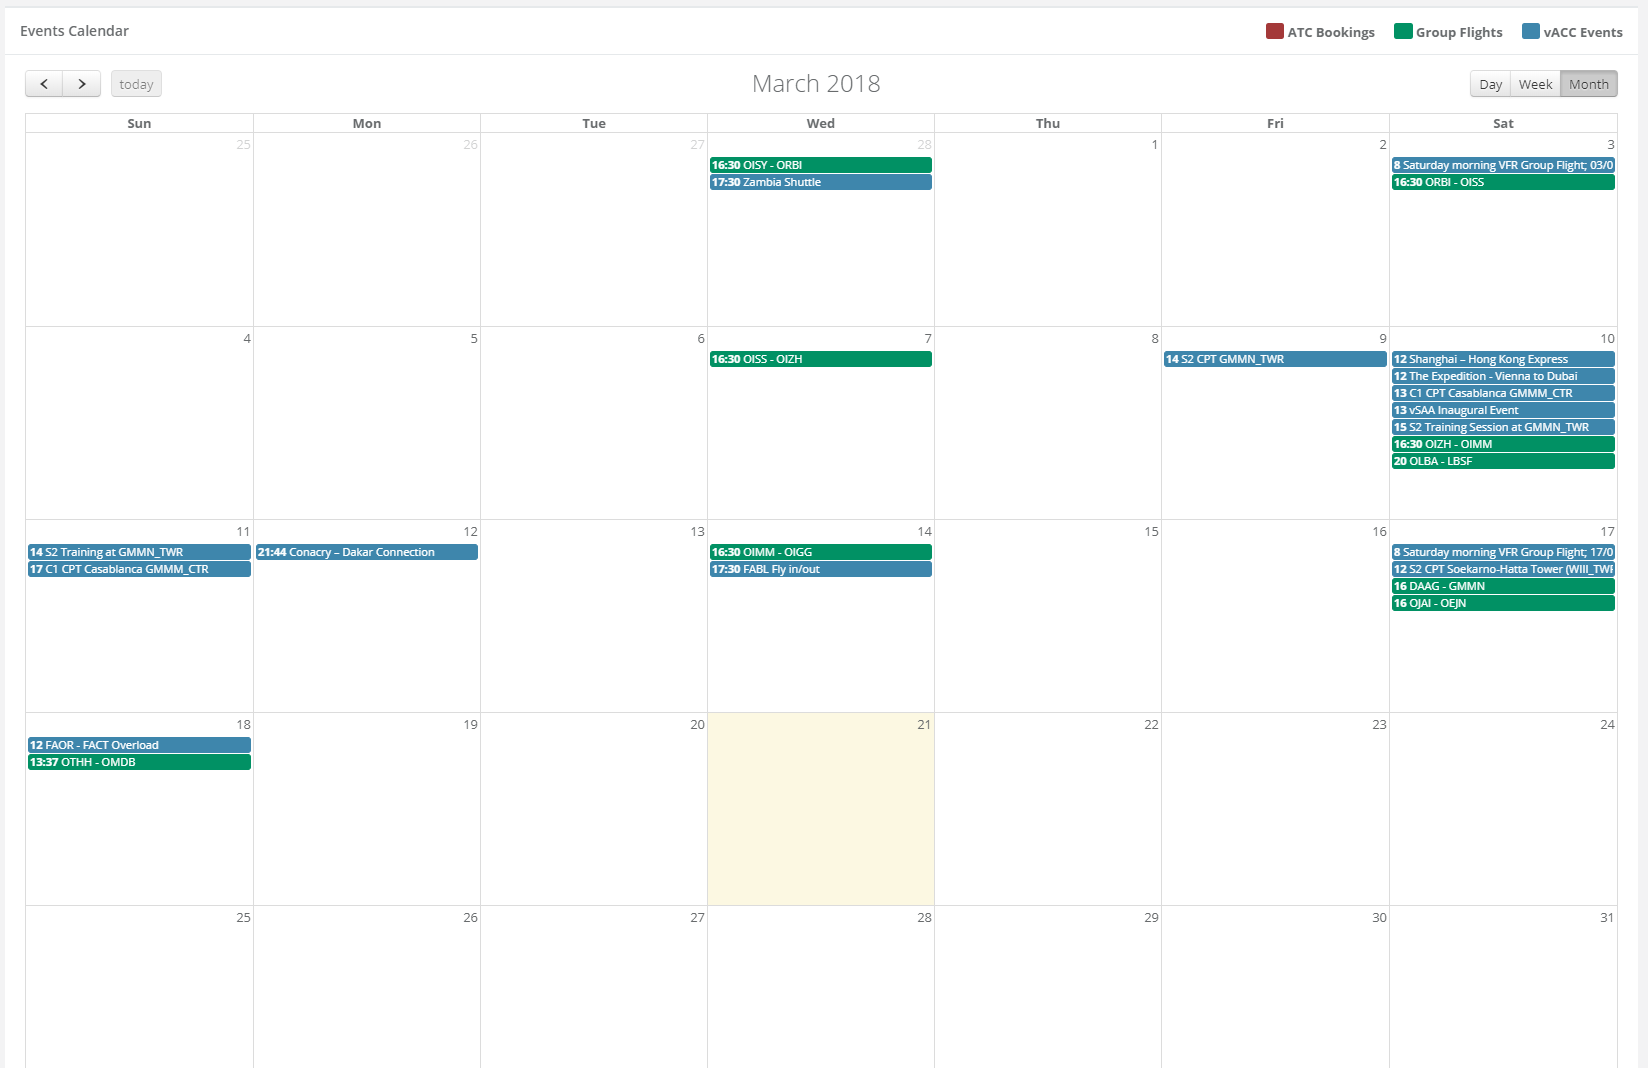 Events Calendar
ATC Bookings Group Flights vACC Events
today
March 2018
Day Week Month
Sun Mon Tue Wed Thu Fri Sat
25 26 27 28 1 2 3
16:30 OISY - ORBI
17:30 Zambia Shuttle
8 Saturday morning VFR Group Flight; 03/0
16:30 ORBI - OISS
4 5 6 7 8 9 10
16:30 OISS - OIZH
14 S2 CPT GMMN_TWR
12 Shanghai – Hong Kong Express
12 The Expedition - Vienna to Dubai
13 C1 CPT Casablanca GMMM_CTR
13 vSAA Inaugural Event
15 S2 Training Session at GMMN_TWR
16:30 OIZH - OIMM
20 OLBA - LBSF
11 12 13 14 15 16 17
14 S2 Training at GMMN_TWR
17 C1 CPT Casablanca GMMM_CTR
21:44 Conacry – Dakar Connection
16:30 OIMM - OIGG
17:30 FABL Fly in/out
8 Saturday morning VFR Group Flight; 17/0
12 S2 CPT Soekarno-Hatta Tower (WIII_TWR
16 DAAG - GMMN
16 OJAI - OEJN
18 19 20 21 22 23 24
12 FAOR - FACT Overload
13:37 OTHH - OMDB
25 26 27 28 29 30 31